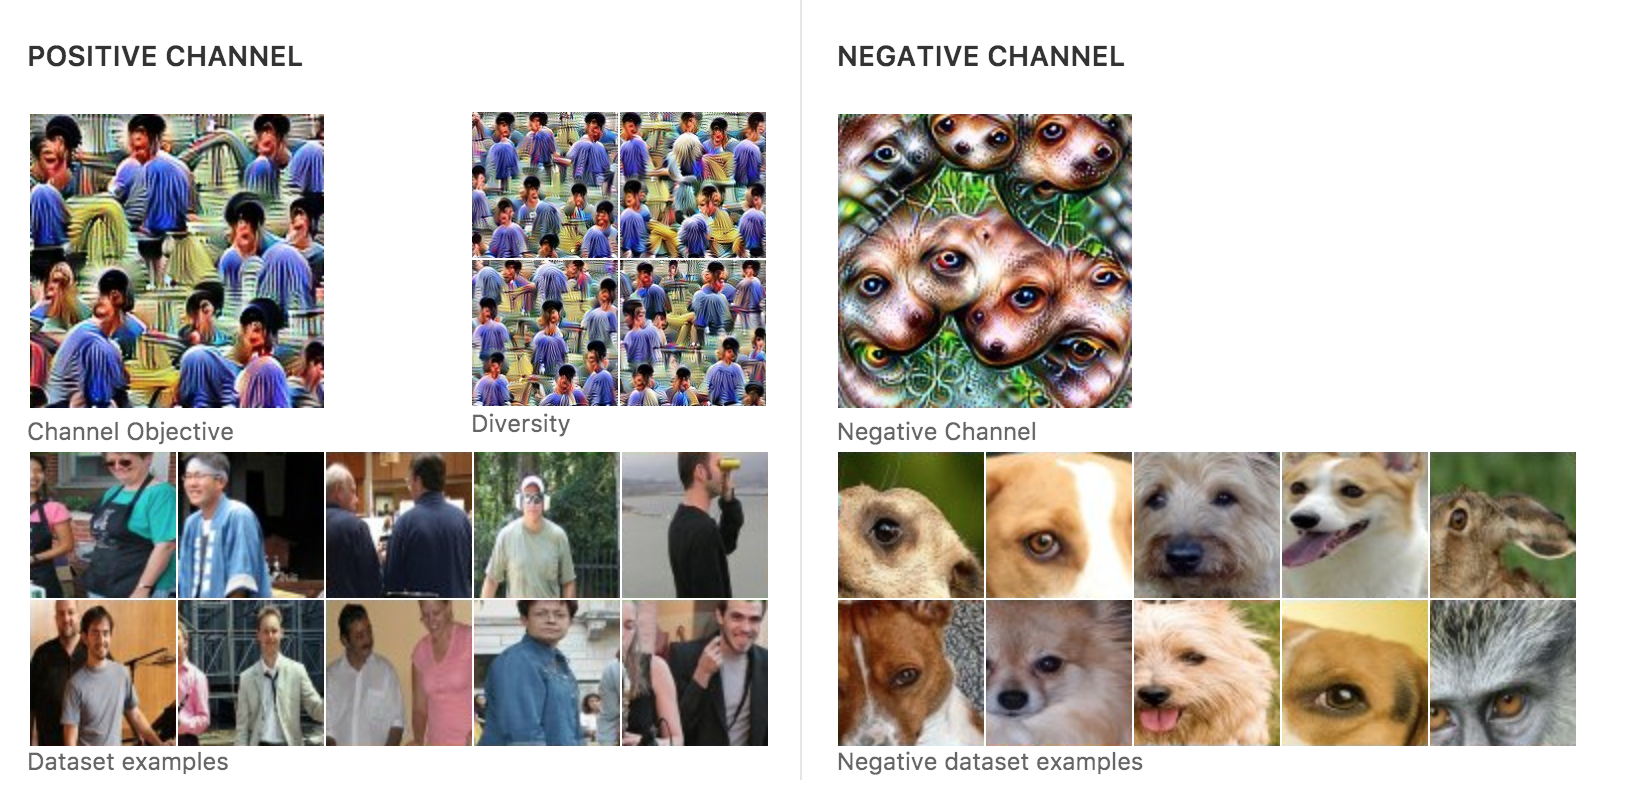 POSITIVE CHANNEL
NEGATIVE CHANNEL
Channel Objective
Diversity
Negative Channel
Dataset examples
Negative dataset examples